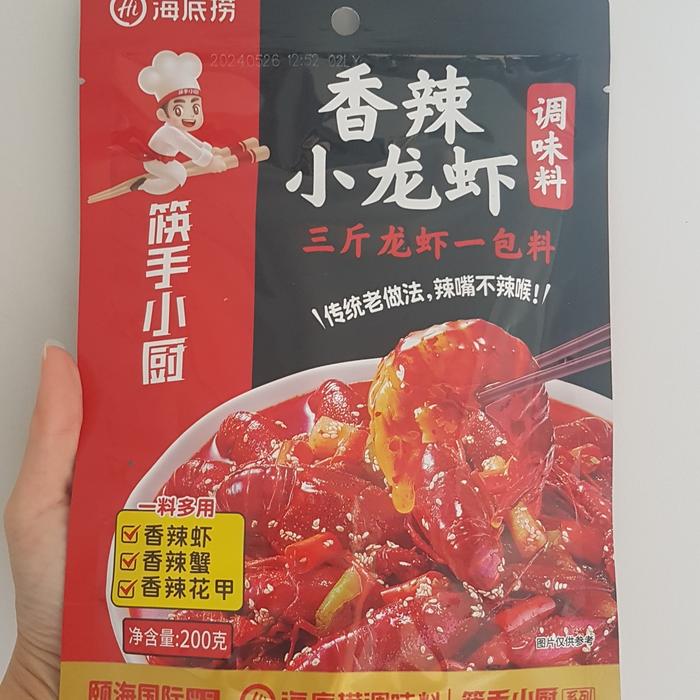 Hi 海底捞
20240526 12:52 02LY
筷手小厨
筷手小厨
香辣
小龙虾
调味料
三斤龙虾一包料
传统老做法,辣嘴不辣喉!
一料多用
香辣虾
香辣蟹
香辣花甲
净含量:200克
图片仅供参考
颐海国际 Hi 海底捞调味料 | 筷手小厨系列